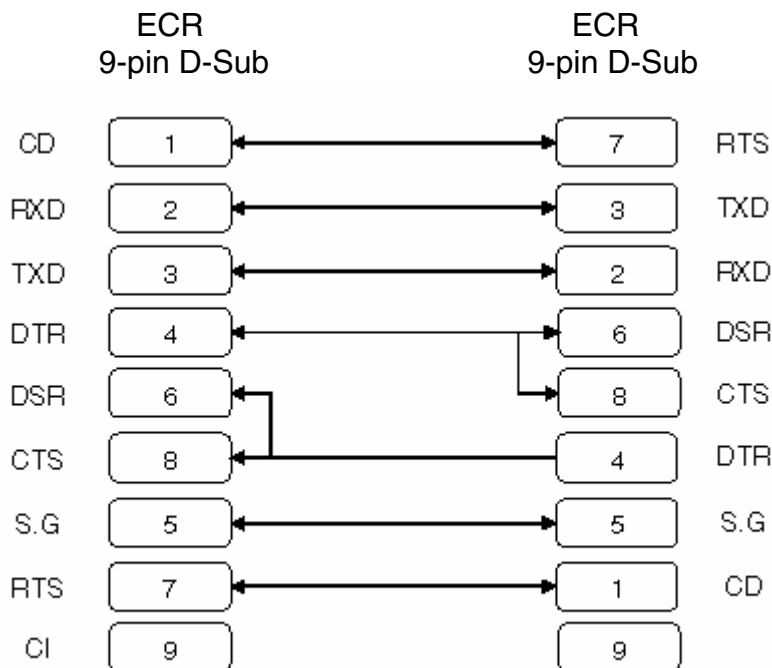 ECR ECR
9-pin D-Sub 9-pin D-Sub
CD 1 7 RTS
RXD 2 3 TXD
TXD 3 2 RXD
DTR 4 6 DSR
DSR 6 8 CTS
CTS 8 4 DTR
S.G 5 5 S.G
RTS 7 1 CD
CI 9 9